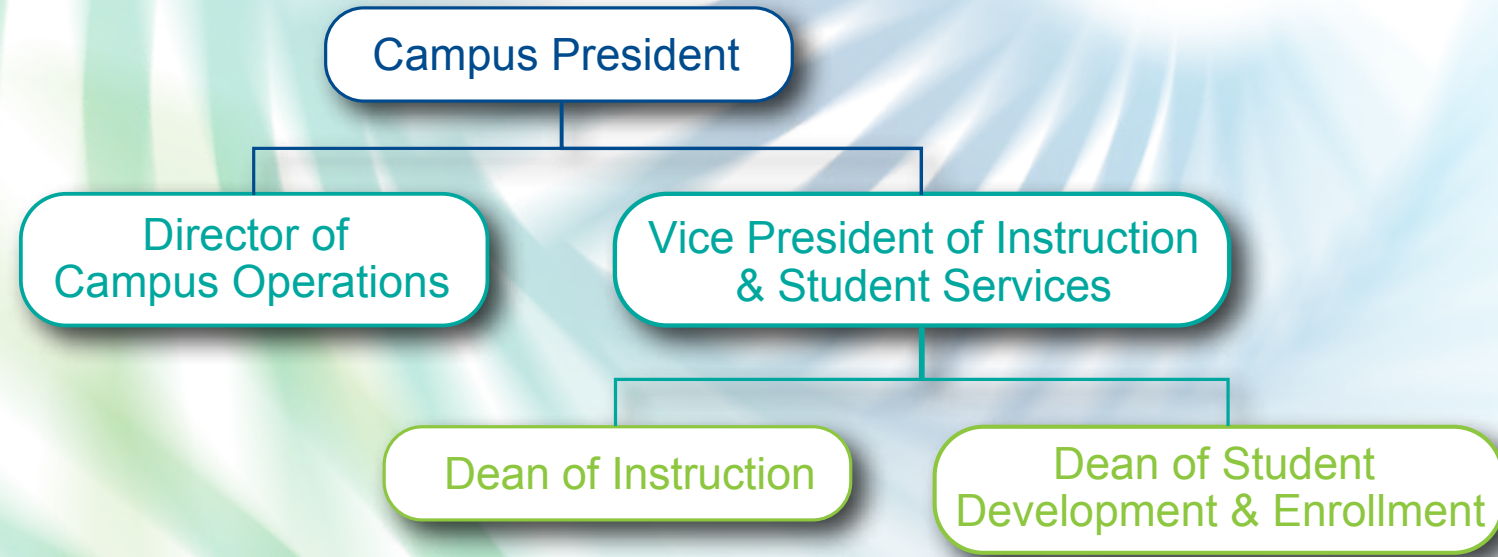 Campus President
Director of
Campus Operations
Vice President of Instruction
& Student Services
Dean of Instruction
Dean of Student
Development & Enrollment